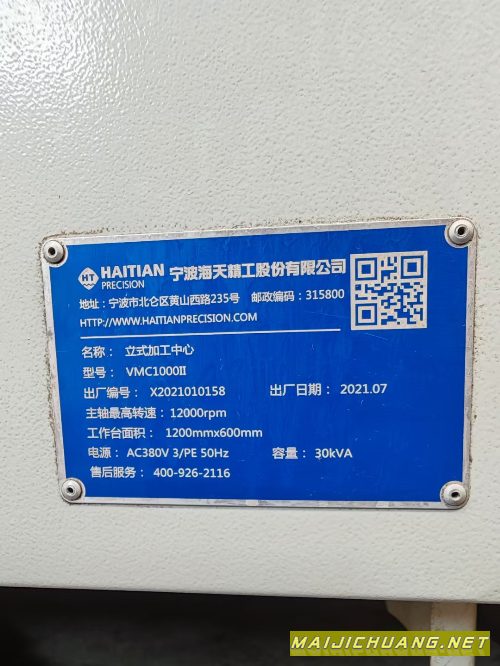 HT
HAITIAN
PRECISION
宁波海天精工股份有限公司
地址：宁波市北仑区黄山西路235号 邮政编码：315800
HTTP://WWW.HAITIANPRECISION.COM
名称： 立式加工中心
型号： VMC1000II
出厂编号： X2021010158 出厂日期： 2021.07
主轴最高转速：12000rpm
工作台面积： 1200mmx600mm
电源： AC380V 3/PE 50Hz 容量： 30kVA
售后服务： 400-926-2116
MAIJICHUANG.NET